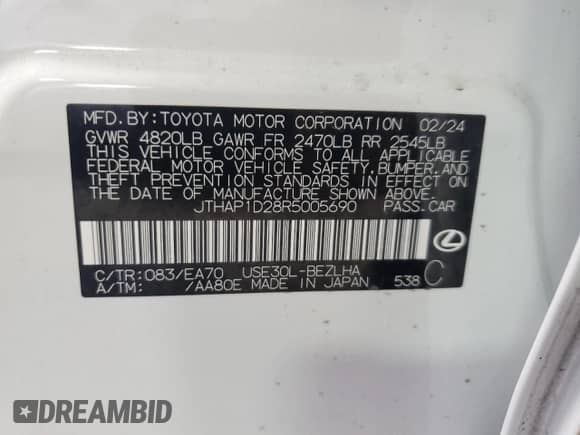 MFD.BY:TOYOTA MOTOR CORPORATION 02/24
GVWR 4820LB GAWR FR 2470LB RR 2545LB
THIS VEHICLE CONFORMS TO ALL APPLICABLE
FEDERAL MOTOR VEHICLE SAFETY,BUMPER,AND
THEFT PREVENTION STANDARDS IN EFFECT ON
THE DATE OF MANUFACTURE SHOWN ABOVE.
JTHAP1D28R5005690 PASS.CAR
C/TR:083/EA70 USE30L-BEZLHA
A/TM: /AA80E MADE IN JAPAN 538 C
DREAMBID